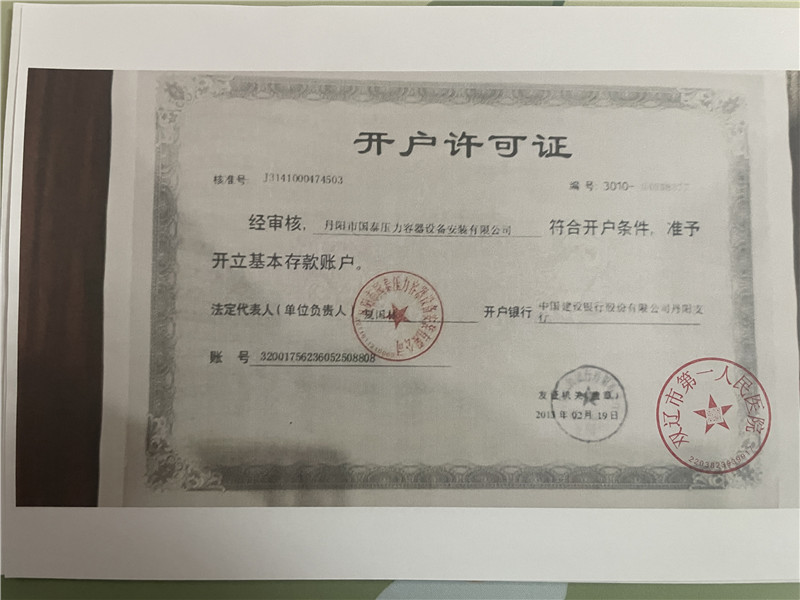 开户许可证
核准号: J3141000474503
编号: 3010-
经审核, 丹阳市国泰压力容器设备安装有限公司 符合开户条件, 准予
开立基本存款账户。
法定代表人(单位负责人 国 开户银行 中国建设银行股份有限公司丹阳支
行
账号 32001756236052508808
发证机关(盖章)
2013年02月19日
双辽市第一人民医院